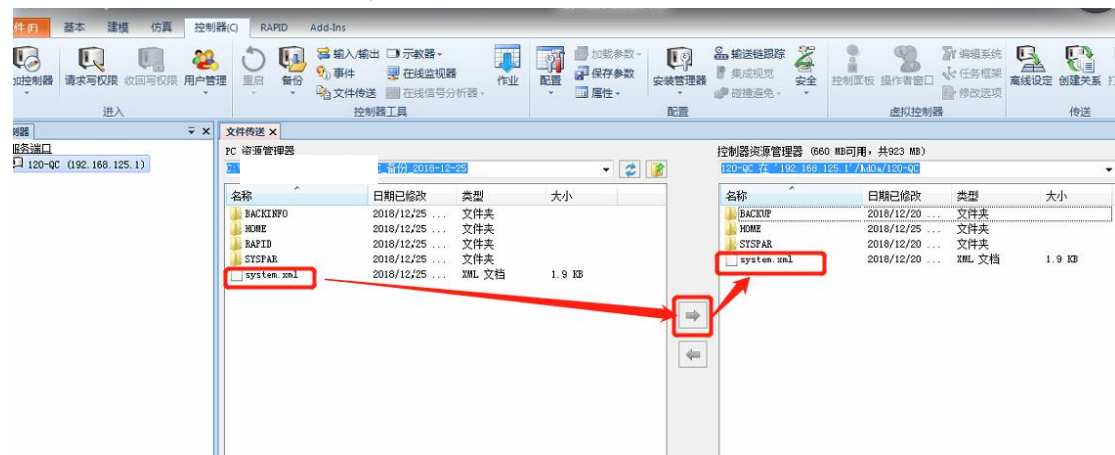 件(F) 基本 建模 仿真 控制器(C) RAPID Add-Ins
加控制器 请求写权限 收回写权限 用户管理
进入
重启 备份 输入/输出 事件 文件传送 示教器 在线监视器 在线信号分析器 作业
控制器工具
配置 加载参数 保存参数 属性 安装管理器 输送链跟踪 集成视觉 碰撞避免 安全
配置
控制面板 操作者窗口 编辑系统 任务框架 修改选项
虚拟控制器
离线设定 创建关系 打
传送
制器
服务端口
120-QC (192.168.125.1)
文件传送
PC 资源管理器
C:\ 备份_2018-12-25
名称 日期已修改 类型 大小
BACKINFO 2018/12/25 ... 文件夹
HOME 2018/12/25 ... 文件夹
RAPID 2018/12/25 ... 文件夹
SYSPAR 2018/12/25 ... 文件夹
system.xml 2018/12/25 ... XML 文档 1.9 KB
控制器资源管理器 (660 MB可用，共923 MB)
120-QC 在 '192.168.125.1'/hd0a/120-QC
名称 日期已修改 类型 大小
BACKUP 2018/12/20 ... 文件夹
HOME 2018/12/25 ... 文件夹
SYSPAR 2018/12/20 ... 文件夹
system.xml 2018/12/20 ... XML 文档 1.9 KB